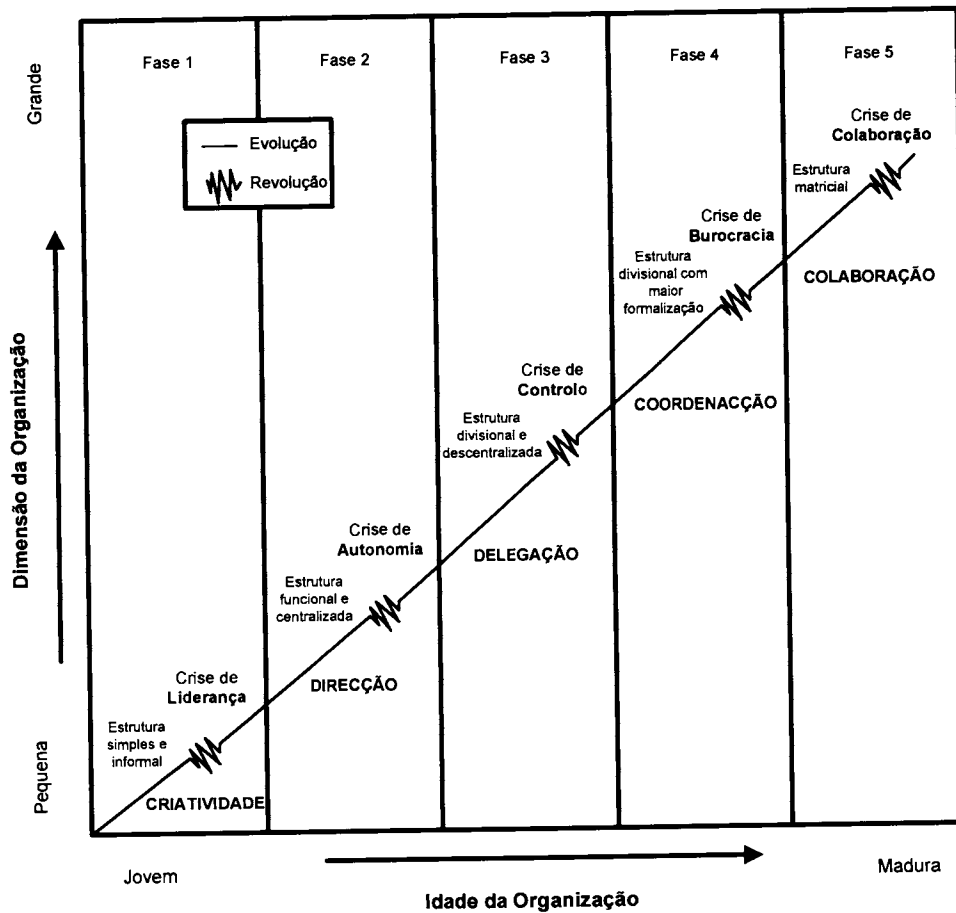 Fase 1
Fase 2
Fase 3
Fase 4
Fase 5
Grande
Evolução
Revolução
Crise de
Colaboração
Estrutura
matricial
Crise de
Burocracia
Estrutura
divisional com
maior
formalização
COLABORAÇÃO
Crise de
Controlo
COORDENACÇÃO
Estrutura
divisional e
descentralizada
Dimensão da Organização
Crise de
Autonomia
DELEGAÇÃO
Estrutura
funcional e
centralizada
Crise de
Liderança
DIRECÇÃO
Estrutura
simples e
informal
Pequena
CRIATIVIDADE
Jovem
Madura
Idade da Organização